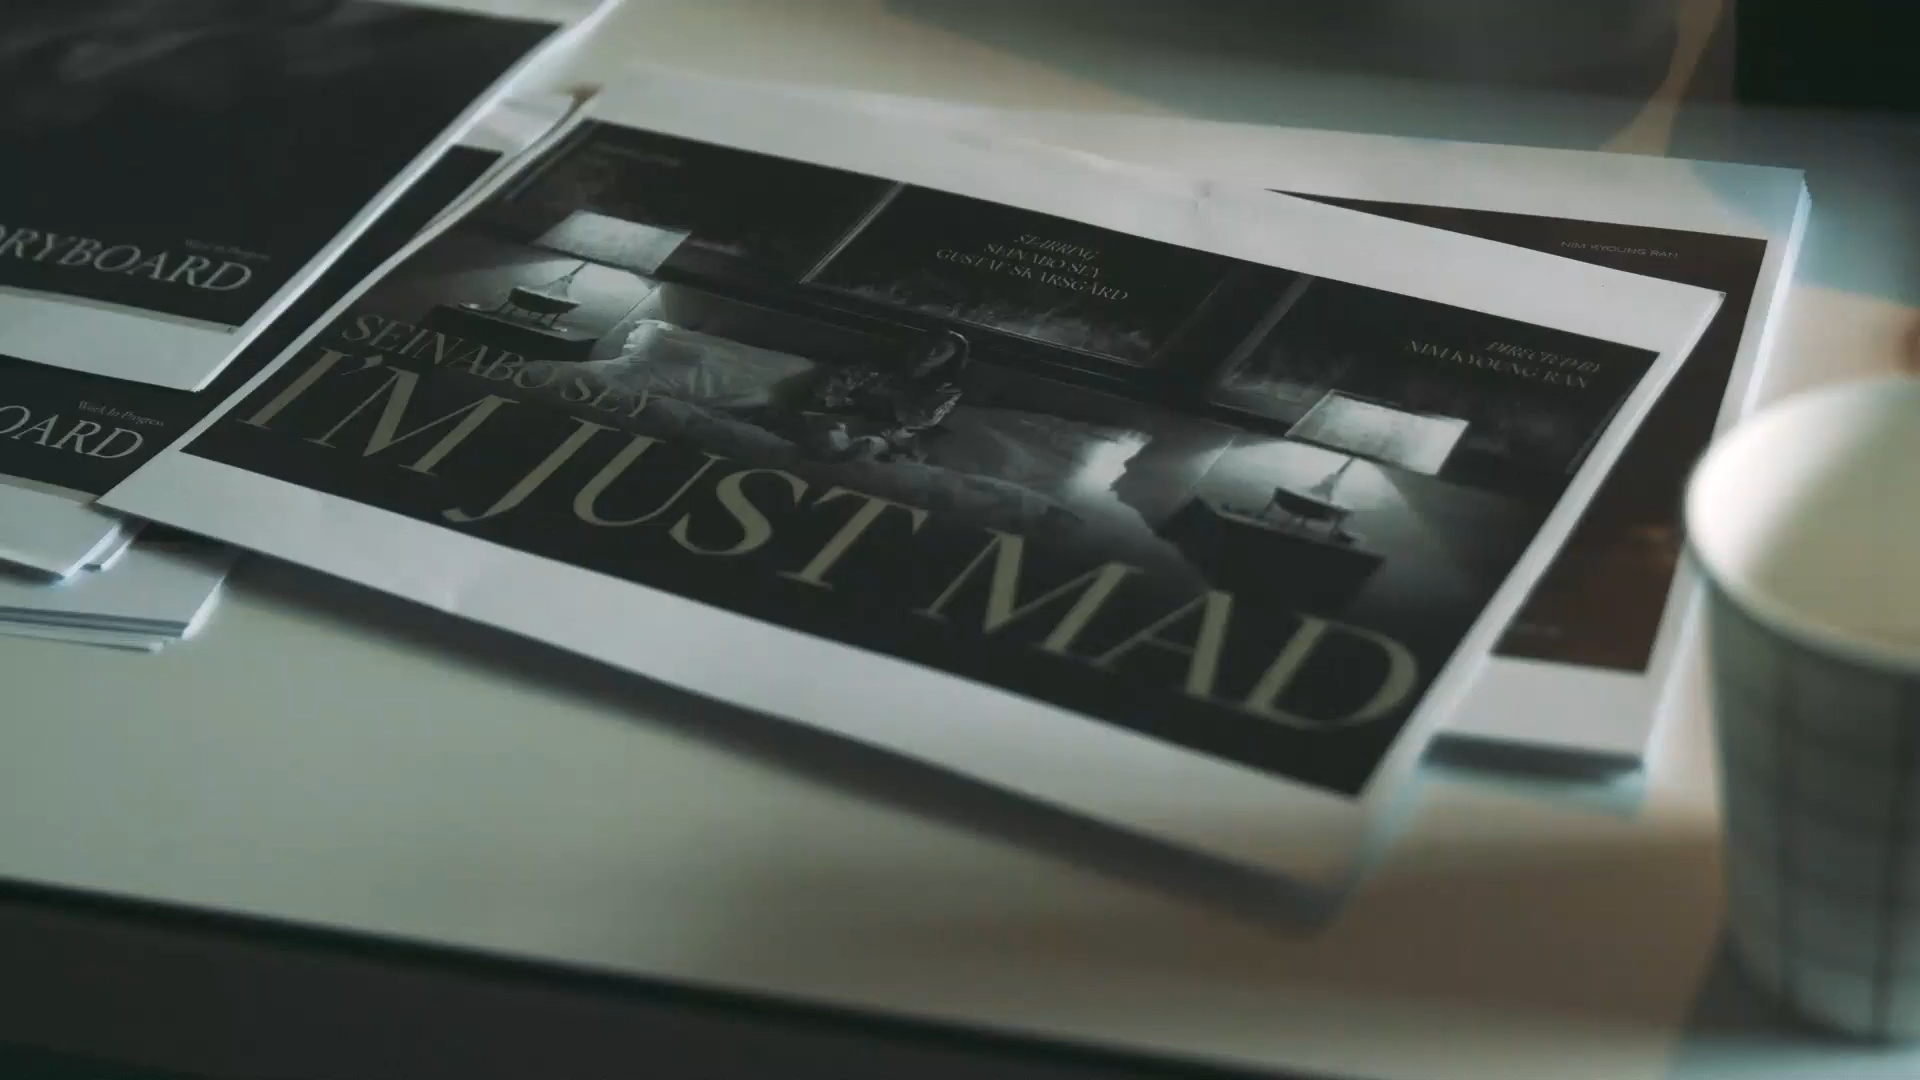 STARRING
SEINABO SEY
GUSTAF SKARSGÅRD
DIRECTED BY
NIM KYOUNG RAN
SEINABO SEY
I'M JUST MAD
NIM KYOUNG RAN
Work In Progress
ORYBOARD
Work In Progress
OARD